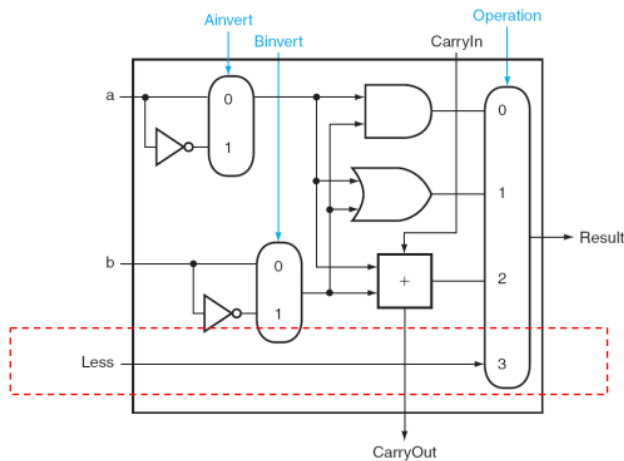 Ainvert
Operation
Binvert
CarryIn
a
0
0
1
1
Result
b
0
+
2
1
Less
3
CarryOut